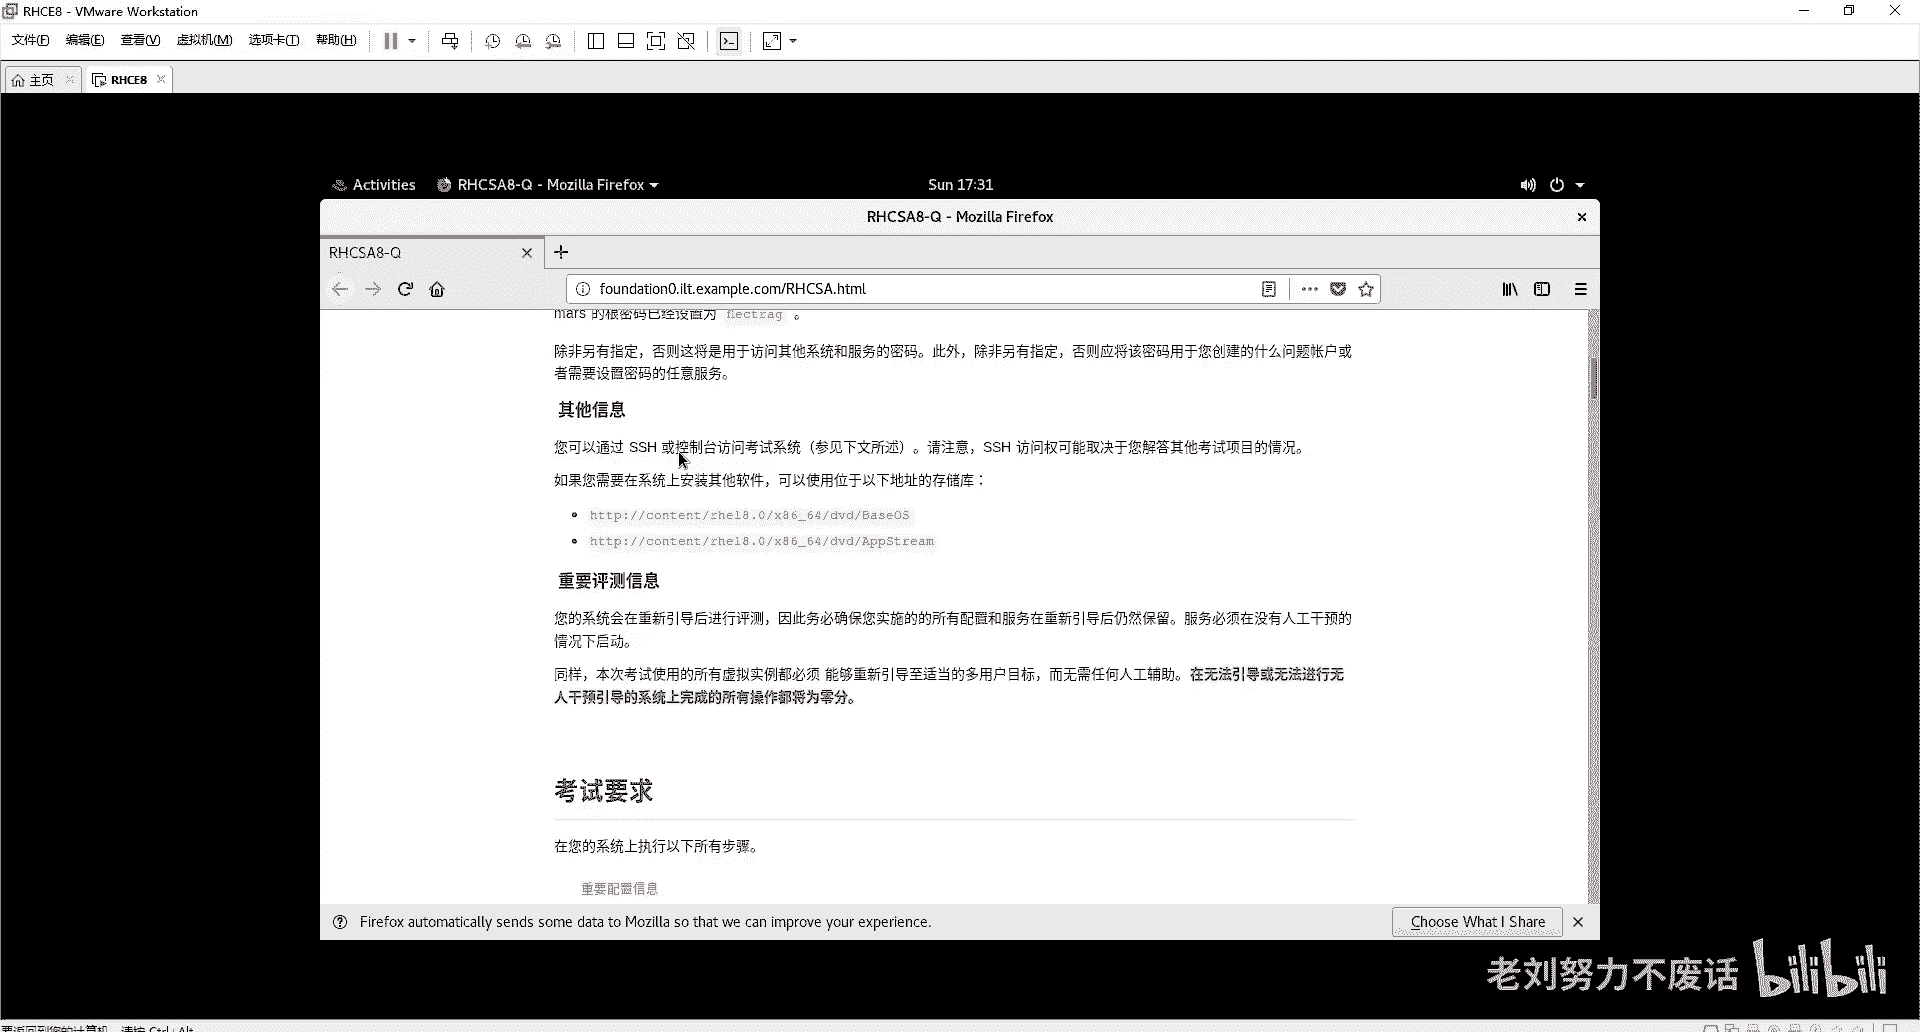 RHCE8 - VMware Workstation
文件(F) 编辑(E) 查看(V) 虚拟机(M) 选项卡(T) 帮助(H)
主页 RHCE8
Activities RHCSA8-Q - Mozilla Firefox Sun 17:31
RHCSA8-Q - Mozilla Firefox
RHCSA8-Q
foundation0.ilt.example.com/RHCSA.html
mars 的根密码已经设置为 flectrag 。
除非另有指定，否则这将是用于访问其他系统和服务的密码。此外，除非另有指定，否则应将该密码用于您创建的什么问题帐户或
者需要设置密码的任意服务。
其他信息
您可以通过 SSH 或控制台访问考试系统（参见下文所述）。请注意，SSH 访问权可能取决于您解答其他考试项目的情况。
如果您需要在系统上安装其他软件，可以使用位于以下地址的存储库：
http://content/rhel8.0/x86_64/dvd/BaseOS
http://content/rhel8.0/x86_64/dvd/AppStream
重要评测信息
您的系统会在重新引导后进行评测，因此务必确保您实施的的所有配置和服务在重新引导后仍然保留。服务必须在没有人工干预的
情况下启动。
同样，本次考试使用的所有虚拟实例都必须 能够重新引导至适当的多用户目标，而无需任何人工辅助。在无法引导或无法进行无
人干预引导的系统上完成的所有操作都将为零分。
考试要求
在您的系统上执行以下所有步骤。
重要配置信息
Firefox automatically sends some data to Mozilla so that we can improve your experience. Choose What I Share
老刘努力不废话 bilibili
要返回到您的计算机，请按 Ctrl+Alt